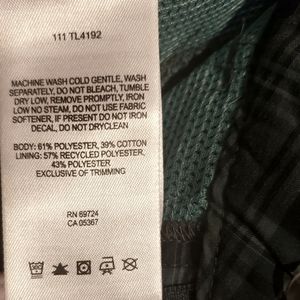 111 TL4192
MACHINE WASH COLD GENTLE, WASH
SEPARATELY, DO NOT BLEACH, TUMBLE
DRY LOW, REMOVE PROMPTLY, IRON
LOW NO STEAM, DO NOT USE FABRIC
SOFTENER, IF PRESENT DO NOT IRON
DECAL, DO NOT DRYCLEAN
BODY: 61% POLYESTER, 39% COTTON
LINING: 57% RECYCLED POLYESTER,
43% POLYESTER
EXCLUSIVE OF TRIMMING
RN 69724
CA 05367